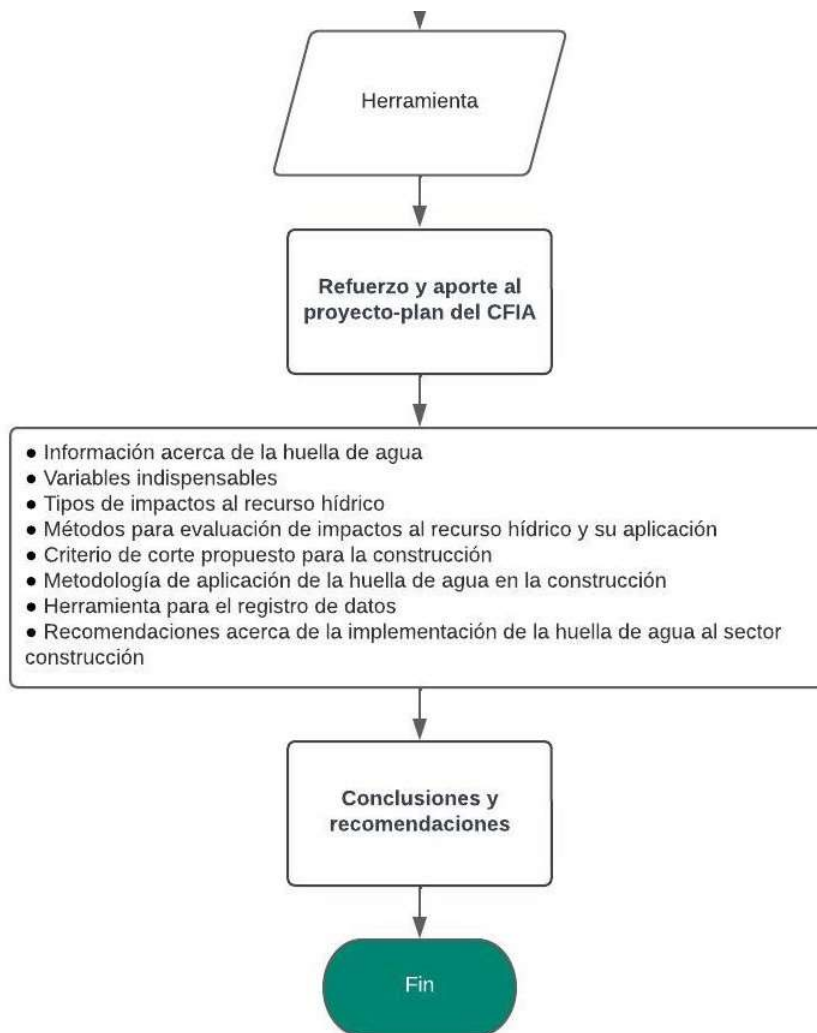 Herramienta
Refuerzo y aporte al
proyecto-plan del CFIA
● Información acerca de la huella de agua
● Variables indispensables
● Tipos de impactos al recurso hídrico
● Métodos para evaluación de impactos al recurso hídrico y su aplicación
● Criterio de corte propuesto para la construcción
● Metodología de aplicación de la huella de agua en la construcción
● Herramienta para el registro de datos
● Recomendaciones acerca de la implementación de la huella de agua al sector
construcción
Conclusiones y
recomendaciones
Fin